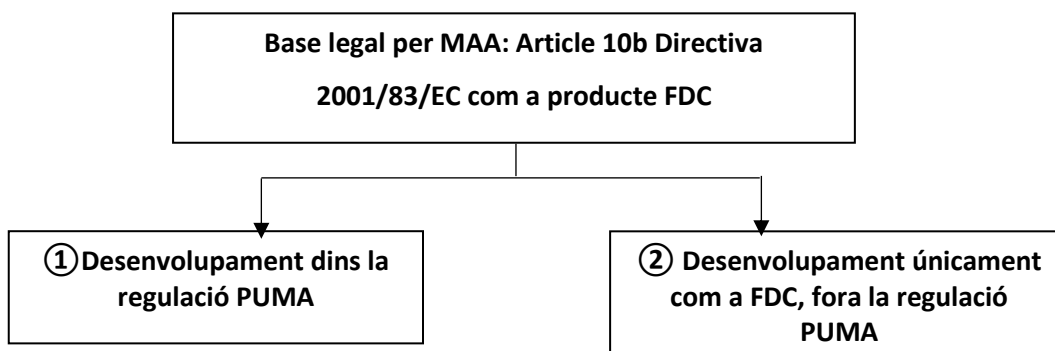 Base legal per MAA: Article 10b Directiva
2001/83/EC com a producte FDC
①Desenvolupament dins la
regulació PUMA
② Desenvolupament únicament
com a FDC, fora la regulació
PUMA